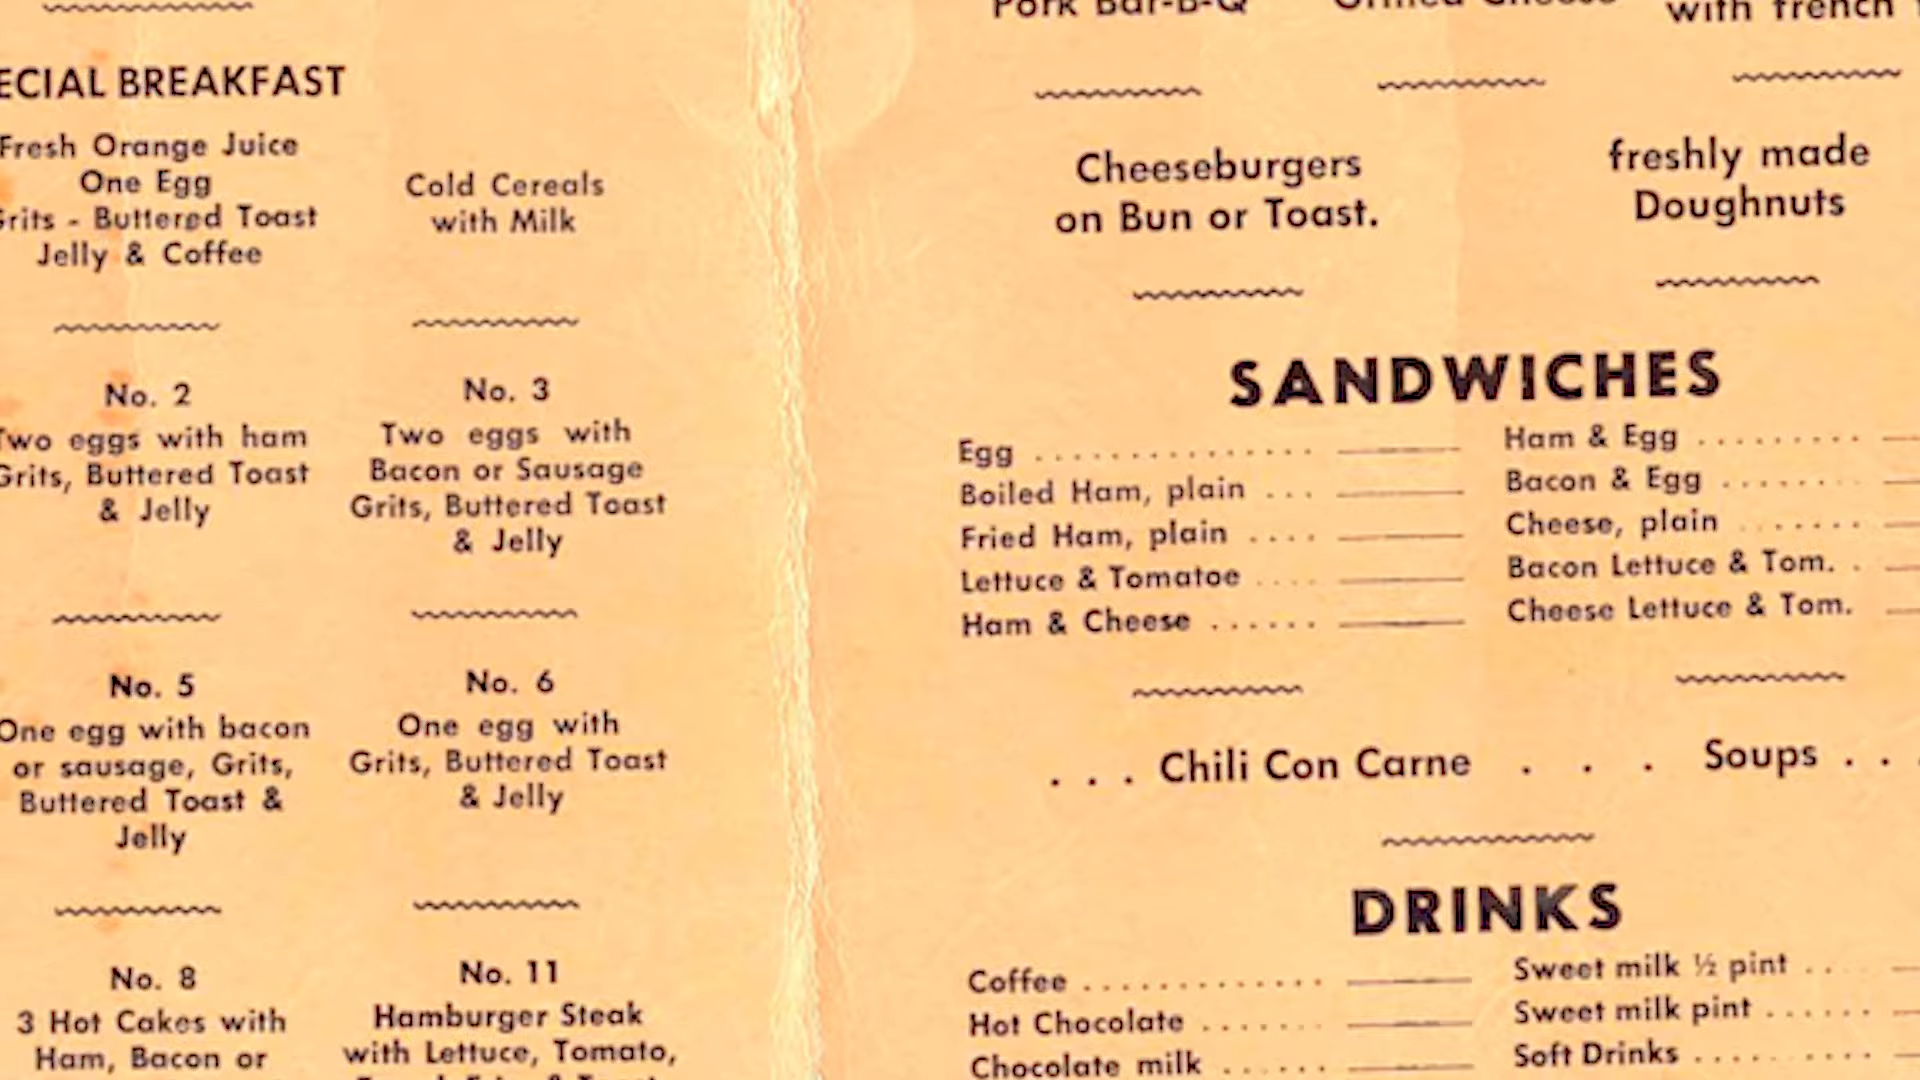 ECIAL BREAKFAST
Fresh Orange Juice
One Egg
Grits - Buttered Toast
Jelly & Coffee
Cold Cereals
with Milk
No. 2
Two eggs with ham
Grits, Buttered Toast
& Jelly
No. 3
Two eggs with
Bacon or Sausage
Grits, Buttered Toast
& Jelly
No. 5
One egg with bacon
or sausage, Grits,
Buttered Toast &
Jelly
No. 6
One egg with
Grits, Buttered Toast
& Jelly
No. 8
3 Hot Cakes with
Ham, Bacon or
No. 11
Hamburger Steak
with Lettuce, Tomato,
Pork Bar-B-Q
Grilled Cheese
with french
Cheeseburgers
on Bun or Toast.
freshly made
Doughnuts
SANDWICHES
Egg
Boiled Ham, plain
Fried Ham, plain
Lettuce & Tomatoe
Ham & Cheese
Ham & Egg
Bacon & Egg
Cheese, plain
Bacon Lettuce & Tom.
Cheese Lettuce & Tom.
. . . Chili Con Carne . . . Soups . . .
DRINKS
Coffee
Hot Chocolate
Chocolate milk
Sweet milk ½ pint
Sweet milk pint
Soft Drinks